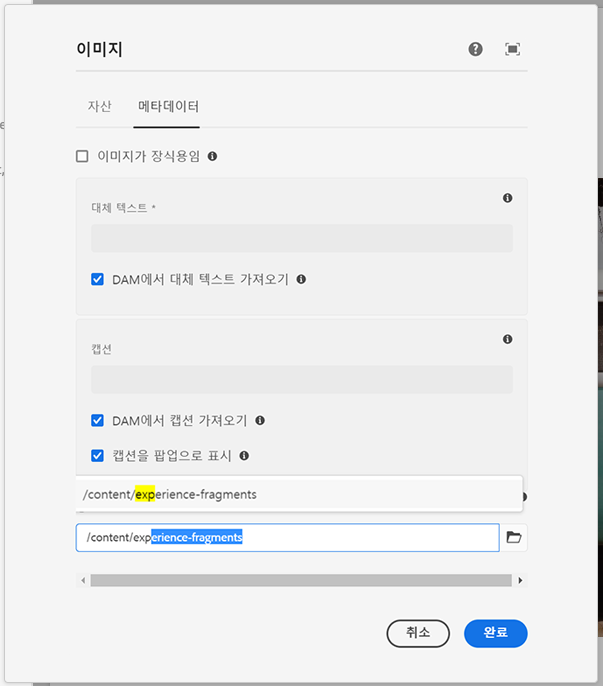 이미지
자산 메타데이터
이미지가 장식용임
대체 텍스트 *
DAM에서 대체 텍스트 가져오기
캡션
DAM에서 캡션 가져오기
캡션을 팝업으로 표시
/content/experience-fragments
/content/experience-fragments
취소 완료